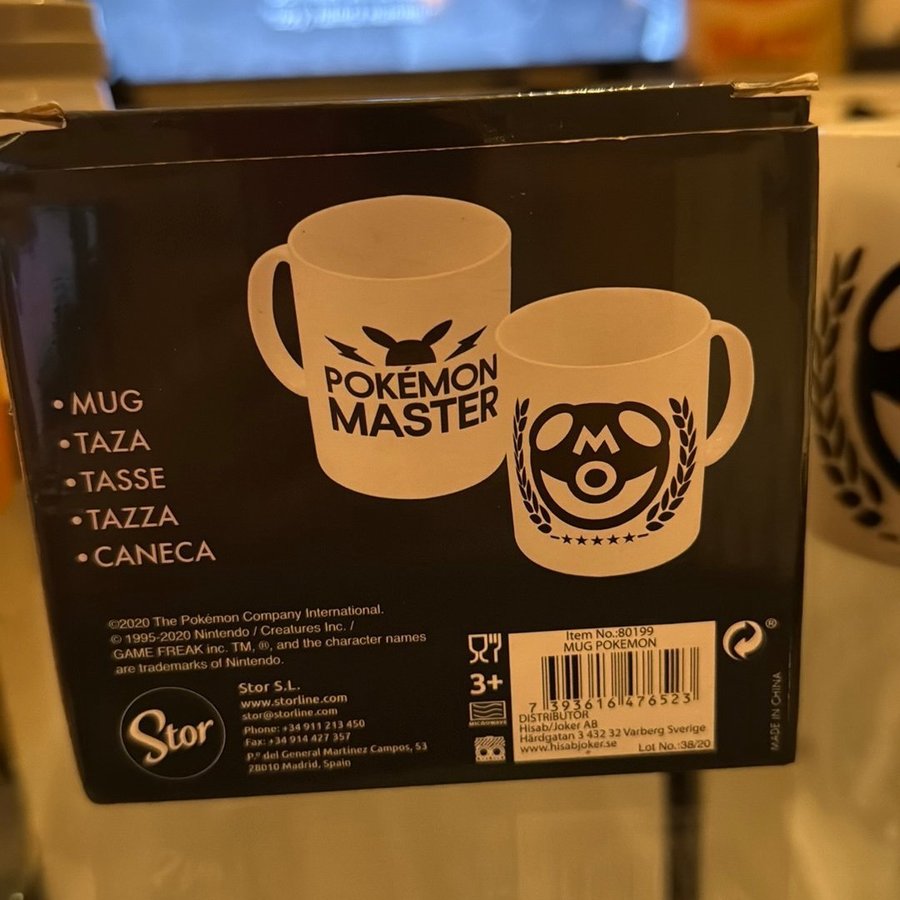 POKÉMON
MASTER
M
• MUG
• TAZA
• TASSE
• TAZZA
• CANECA
©2020 The Pokémon Company International.
© 1995-2020 Nintendo / Creatures Inc. /
GAME FREAK inc. TM, ®, and the character names
are trademarks of Nintendo.
Stor
Stor S.L.
www.storline.com
stor@storline.com
Phone: +34 911 213 450
Fax: +34 914 427 357
P.º del General Martinez Campos, 53
28010 Madrid, Spain
3+
MICROWAVE
Item No.:80199
MUG POKEMON
7 393616 476523
DISTRIBUTOR
Hisab/Joker AB
Härdgatan 3 432 32 Varberg Sverige
www.hisabjoker.se
Lot No.:38/20
®
MADE IN CHINA